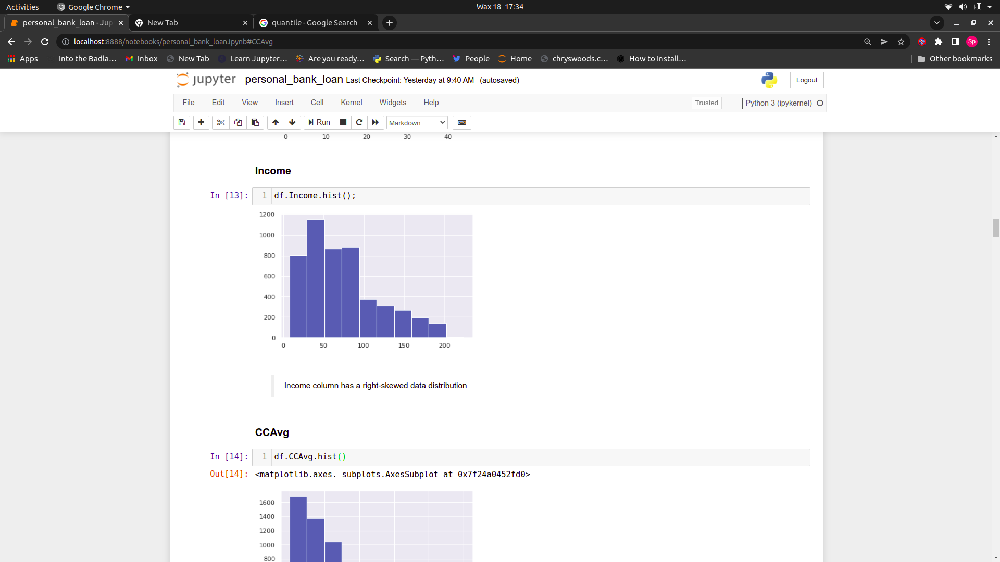 Activities Google Chrome Wax 18 17:34
personal_bank_loan - Jup New Tab quantile - Google Search
localhost:8888/notebooks/personal_bank_loan.ipynb#CCAvg Sp
Apps Into the Badla… Inbox New Tab Learn Jupyter… Are you ready… Search — Pyth… People Home chryswoods.c… How to Install… Other bookmarks
jupyter personal_bank_loan Last Checkpoint: Yesterday at 9:40 AM (autosaved) Logout
File Edit View Insert Cell Kernel Widgets Help Trusted Python 3 (ipykernel)
Run Markdown
0 10 20 30 40
Income
In [13]: 1 df.Income.hist();
1200
1000
800
600
400
200
0
0 50 100 150 200
Income column has a right-skewed data distribution
CCAvg
In [14]: 1 df.CCAvg.hist()
Out[14]: <matplotlib.axes._subplots.AxesSubplot at 0x7f24a0452fd0>
1600
1400
1200
1000
800